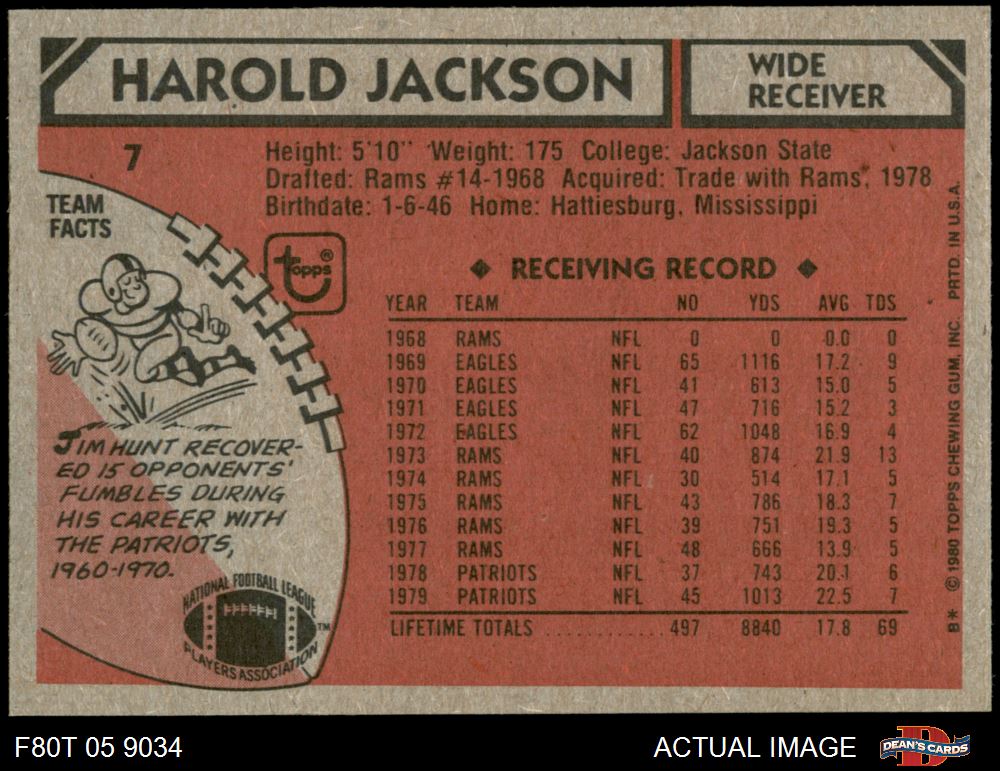 HAROLD JACKSON
WIDE
RECEIVER
7
Height: 5'10" Weight: 175 College: Jackson State
Drafted: Rams #14-1968 Acquired: Trade with Rams, 1978
Birthdate: 1-6-46 Home: Hattiesburg, Mississippi
TEAM
FACTS
topps®
JIM HUNT RECOVER-
ED 15 OPPONENTS'
FUMBLES DURING
HIS CAREER WITH
THE PATRIOTS,
1960-1970.
NATIONAL FOOTBALL LEAGUE
PLAYERS ASSOCIATION
TM
◆ RECEIVING RECORD ◆
YEAR TEAM NO YDS AVG TDS
1968 RAMS NFL 0 0 0.0 0
1969 EAGLES NFL 65 1116 17.2 9
1970 EAGLES NFL 41 613 15.0 5
1971 EAGLES NFL 47 716 15.2 3
1972 EAGLES NFL 62 1048 16.9 4
1973 RAMS NFL 40 874 21.9 13
1974 RAMS NFL 30 514 17.1 5
1975 RAMS NFL 43 786 18.3 7
1976 RAMS NFL 39 751 19.3 5
1977 RAMS NFL 48 666 13.9 5
1978 PATRIOTS NFL 37 743 20.1 6
1979 PATRIOTS NFL 45 1013 22.5 7
LIFETIME TOTALS ............ 497 8840 17.8 69
B* © 1980 TOPPS CHEWING GUM, INC. PRTD. IN U.S.A.
F80T 05 9034
ACTUAL IMAGE
DEAN'S CARDS